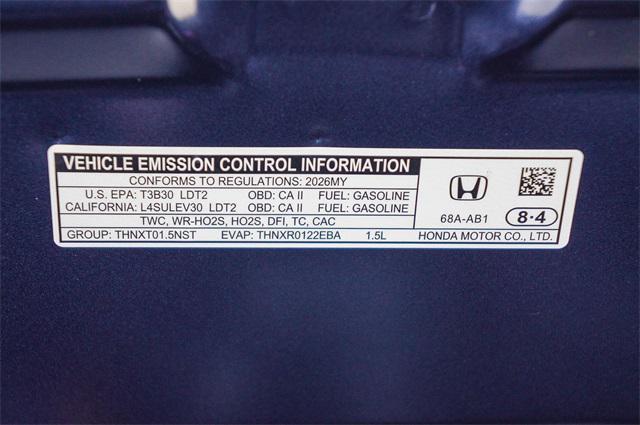 VEHICLE EMISSION CONTROL INFORMATION
CONFORMS TO REGULATIONS: 2026MY
U.S. EPA: T3B30 LDT2 OBD: CA II FUEL: GASOLINE
CALIFORNIA: L4SULEV30 LDT2 OBD: CA II FUEL: GASOLINE
TWC, WR-HO2S, HO2S, DFI, TC, CAC
GROUP: THNXT01.5NST EVAP: THNXR0122EBA 1.5L
68A-AB1
8·4
HONDA MOTOR CO., LTD.